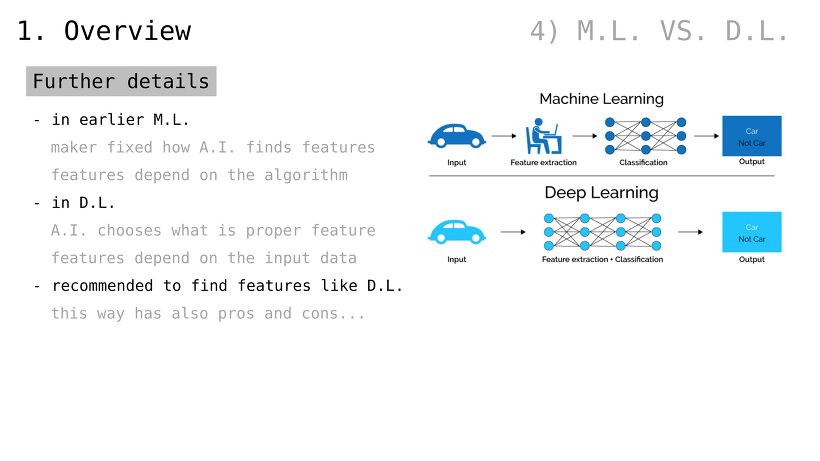 1. Overview
4) M.L. VS. D.L.
Further details
- in earlier M.L.
maker fixed how A.I. finds features
features depend on the algorithm
- in D.L.
A.I. chooses what is proper feature
features depend on the input data
- recommended to find features like D.L.
this way has also pros and cons...
Machine Learning
Car
Not Car
Input
Feature extraction
Classification
Output
Deep Learning
Car
Not Car
Input
Feature extraction + Classification
Output